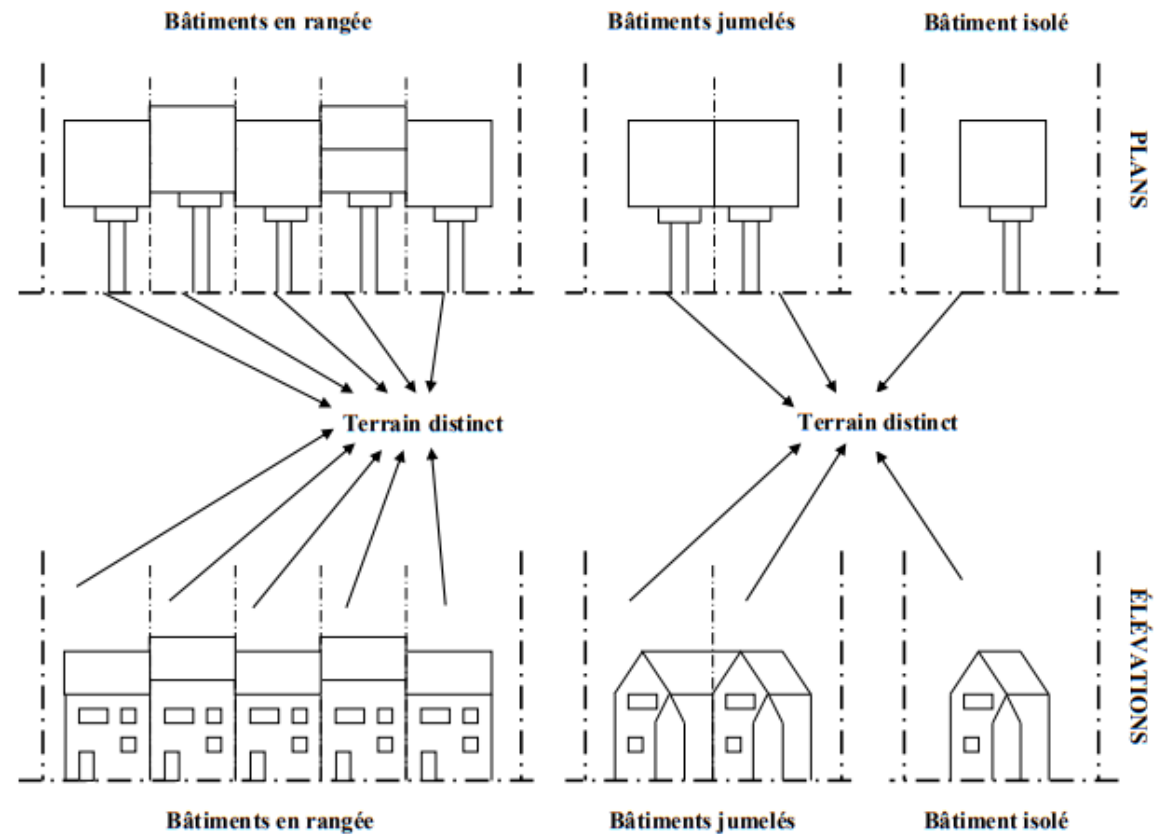 Bâtiments en rangée
Bâtiments jumelés
Bâtiment isolé
PLANS
Terrain distinct
Terrain distinct
ÉLÉVATIONS
Bâtiments en rangée
Bâtiments jumelés
Bâtiment isolé